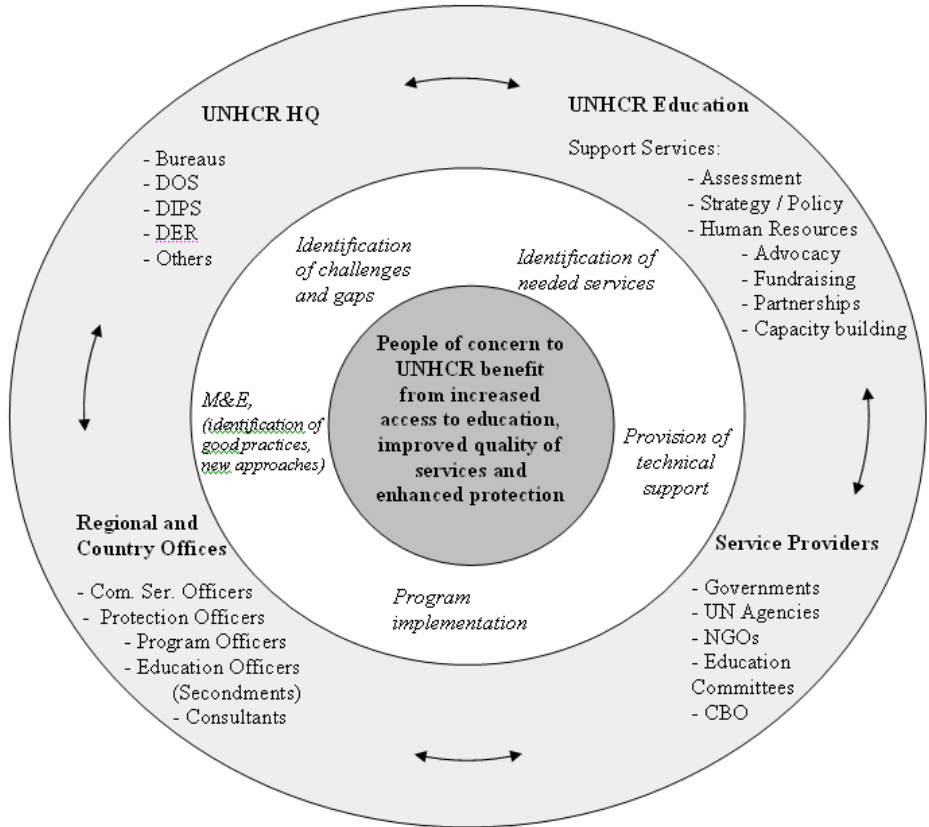 UNHCR HQ
- Bureaus
- DOS
- DIPS
- DER
- Others
UNHCR Education
Support Services:
- Assessment
- Strategy / Policy
- Human Resources
- Advocacy
- Fundraising
- Partnerships
- Capacity building
Identification
of challenges
and gaps
Identification of
needed services
People of concern to
UNHCR benefit
from increased
access to education,
improved quality of
services and
enhanced protection
M&E,
(identification of
good practices,
new approaches)
Provision of
technical
support
Program
implementation
Regional and
Country Offices
- Com. Ser. Officers
- Protection Officers
- Program Officers
- Education Officers
(Secondments)
- Consultants
Service Providers
- Governments
- UN Agencies
- NGOs
- Education
Committees
- CBO